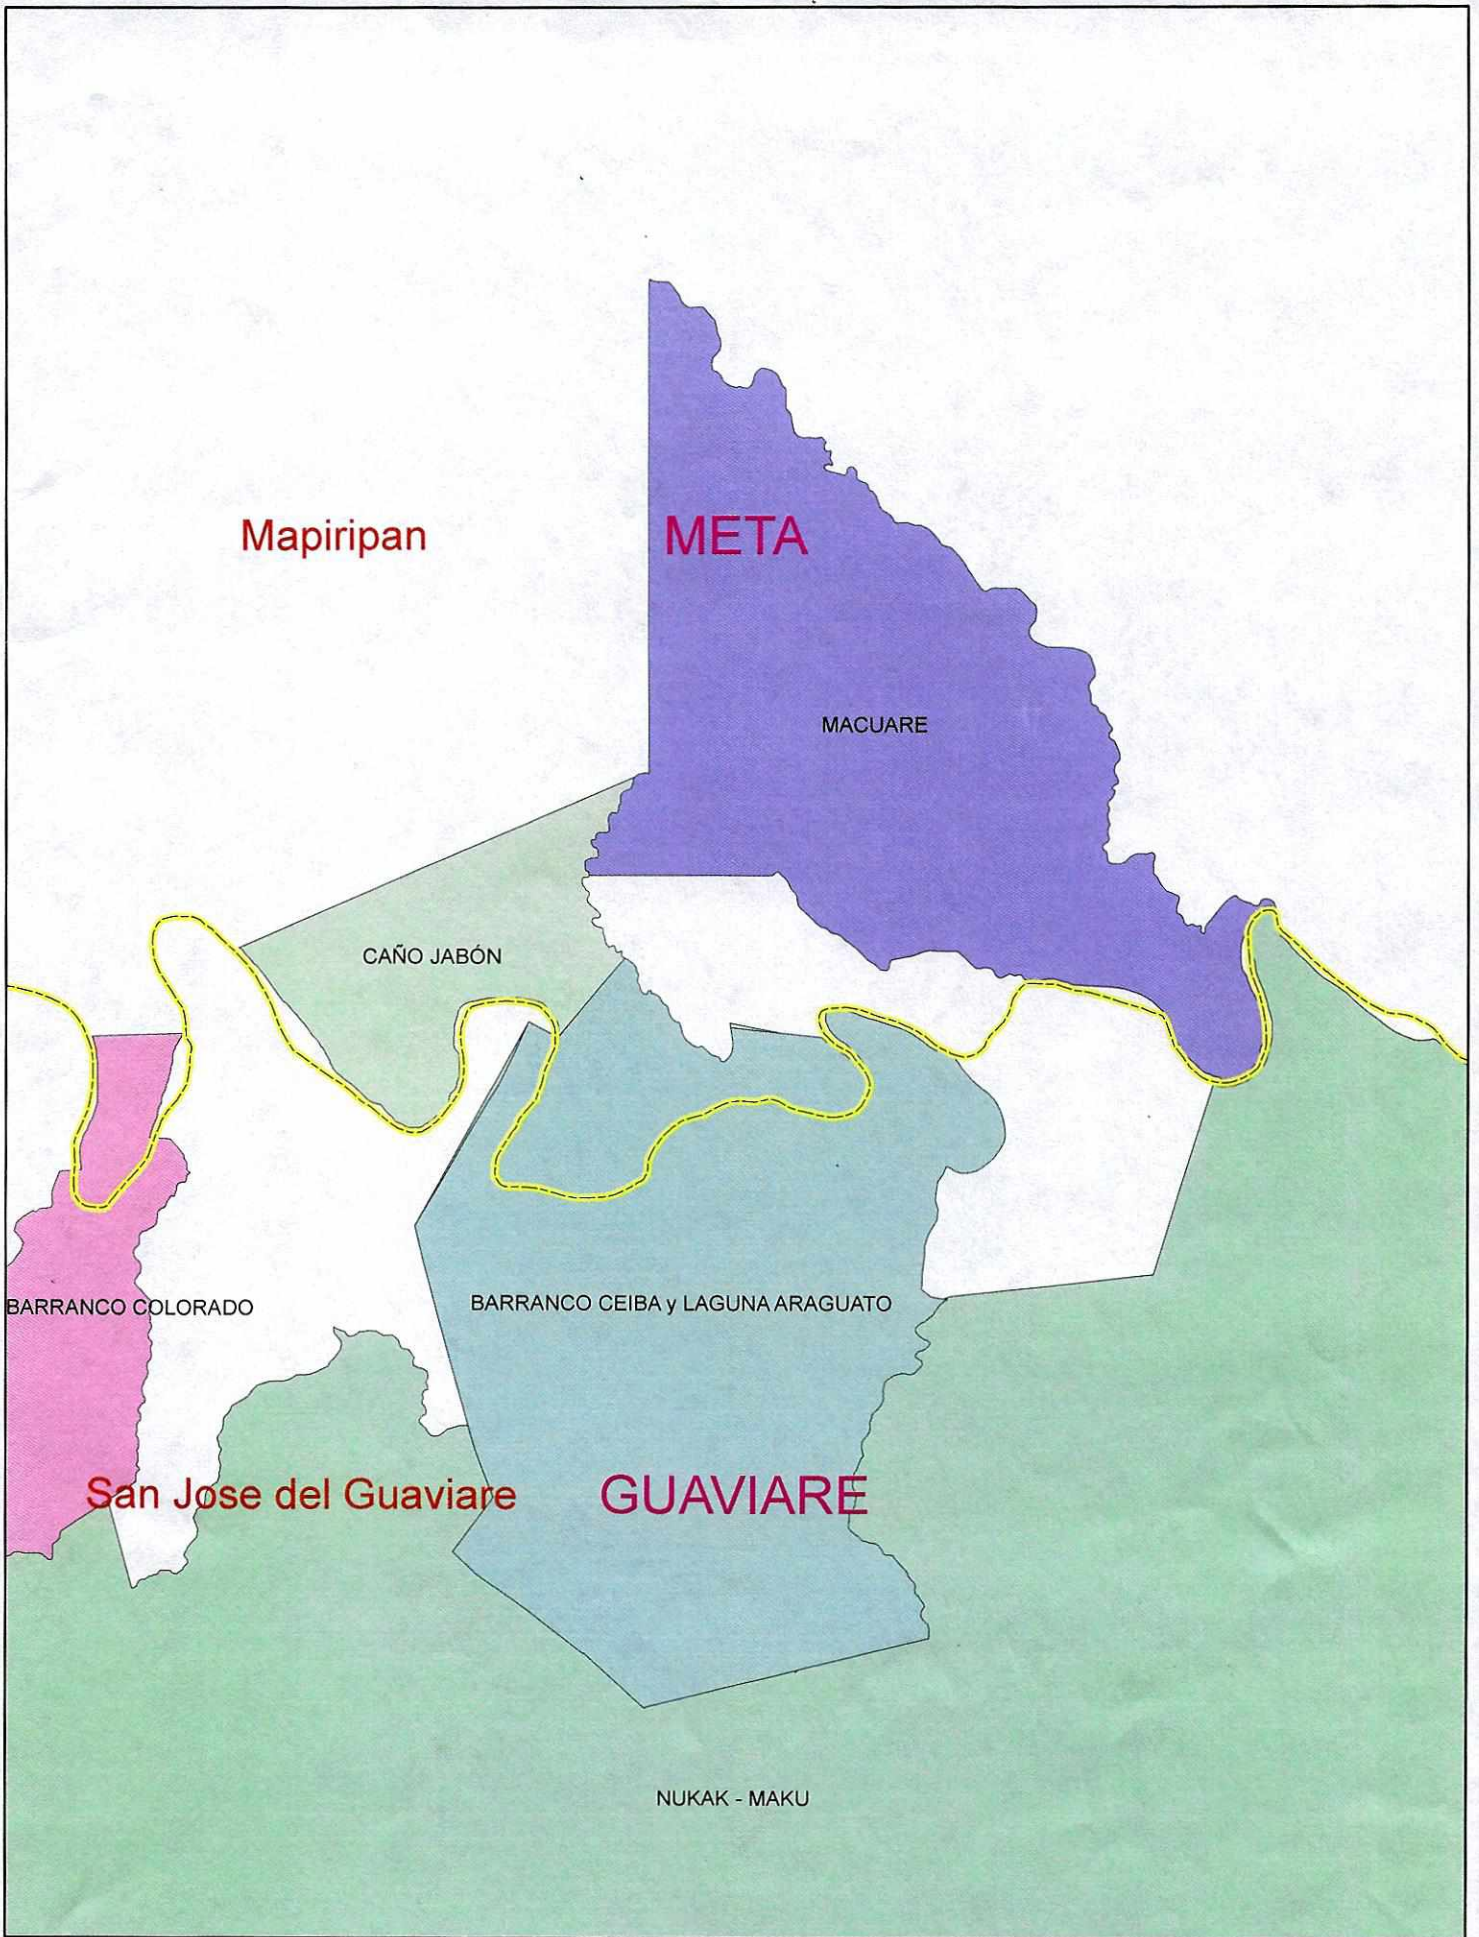 Mapiripan
META
MACUARE
CAÑO JABÓN
BARRANCO COLORADO
BARRANCO CEIBA y LAGUNA ARAGUATO
San Jose del Guaviare
GUAVIARE
NUKAK - MAKU